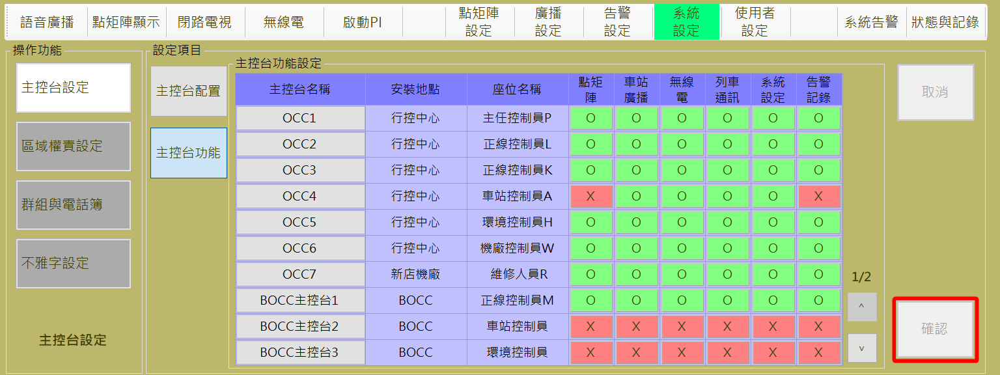 語音廣播 點矩陣顯示 閉路電視 無線電 啟動PI 點矩陣 廣播 告警 系統 使用者 系統告警 狀態與記錄
設定 設定 設定 設定 設定
操作功能
主控台設定
區域權責設定
群組與電話簿
不雅字設定
主控台設定
設定項目
主控台配置
主控台功能
主控台功能設定
主控台名稱 安裝地點 座位名稱 點矩 車站 無線 列車 系統 告警
陣 廣播 電 通訊 設定 記錄
OCC1 行控中心 主任控制員P O O O O O O
OCC2 行控中心 正線控制員L O O O O O O
OCC3 行控中心 正線控制員K O O O O O O
OCC4 行控中心 車站控制員A X O O O O X
OCC5 行控中心 環境控制員H O O O O O O
OCC6 行控中心 機廠控制員W O O O O O O
OCC7 新店機廠 維修人員R O O O O O O
BOCC主控台1 BOCC 正線控制員M O O O O O O
BOCC主控台2 BOCC 車站控制員 X X X X X X
BOCC主控台3 BOCC 環境控制員 X X X X X X
1/2
^
v
取消
確認